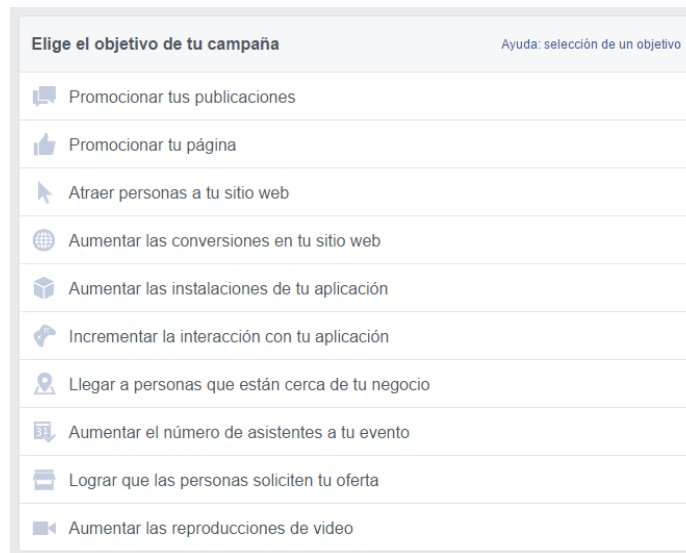 Elige el objetivo de tu campaña
Ayuda: selección de un objetivo
Promocionar tus publicaciones
Promocionar tu página
Atraer personas a tu sitio web
Aumentar las conversiones en tu sitio web
Aumentar las instalaciones de tu aplicación
Incrementar la interacción con tu aplicación
Llegar a personas que están cerca de tu negocio
31
Aumentar el número de asistentes a tu evento
Lograr que las personas soliciten tu oferta
Aumentar las reproducciones de video